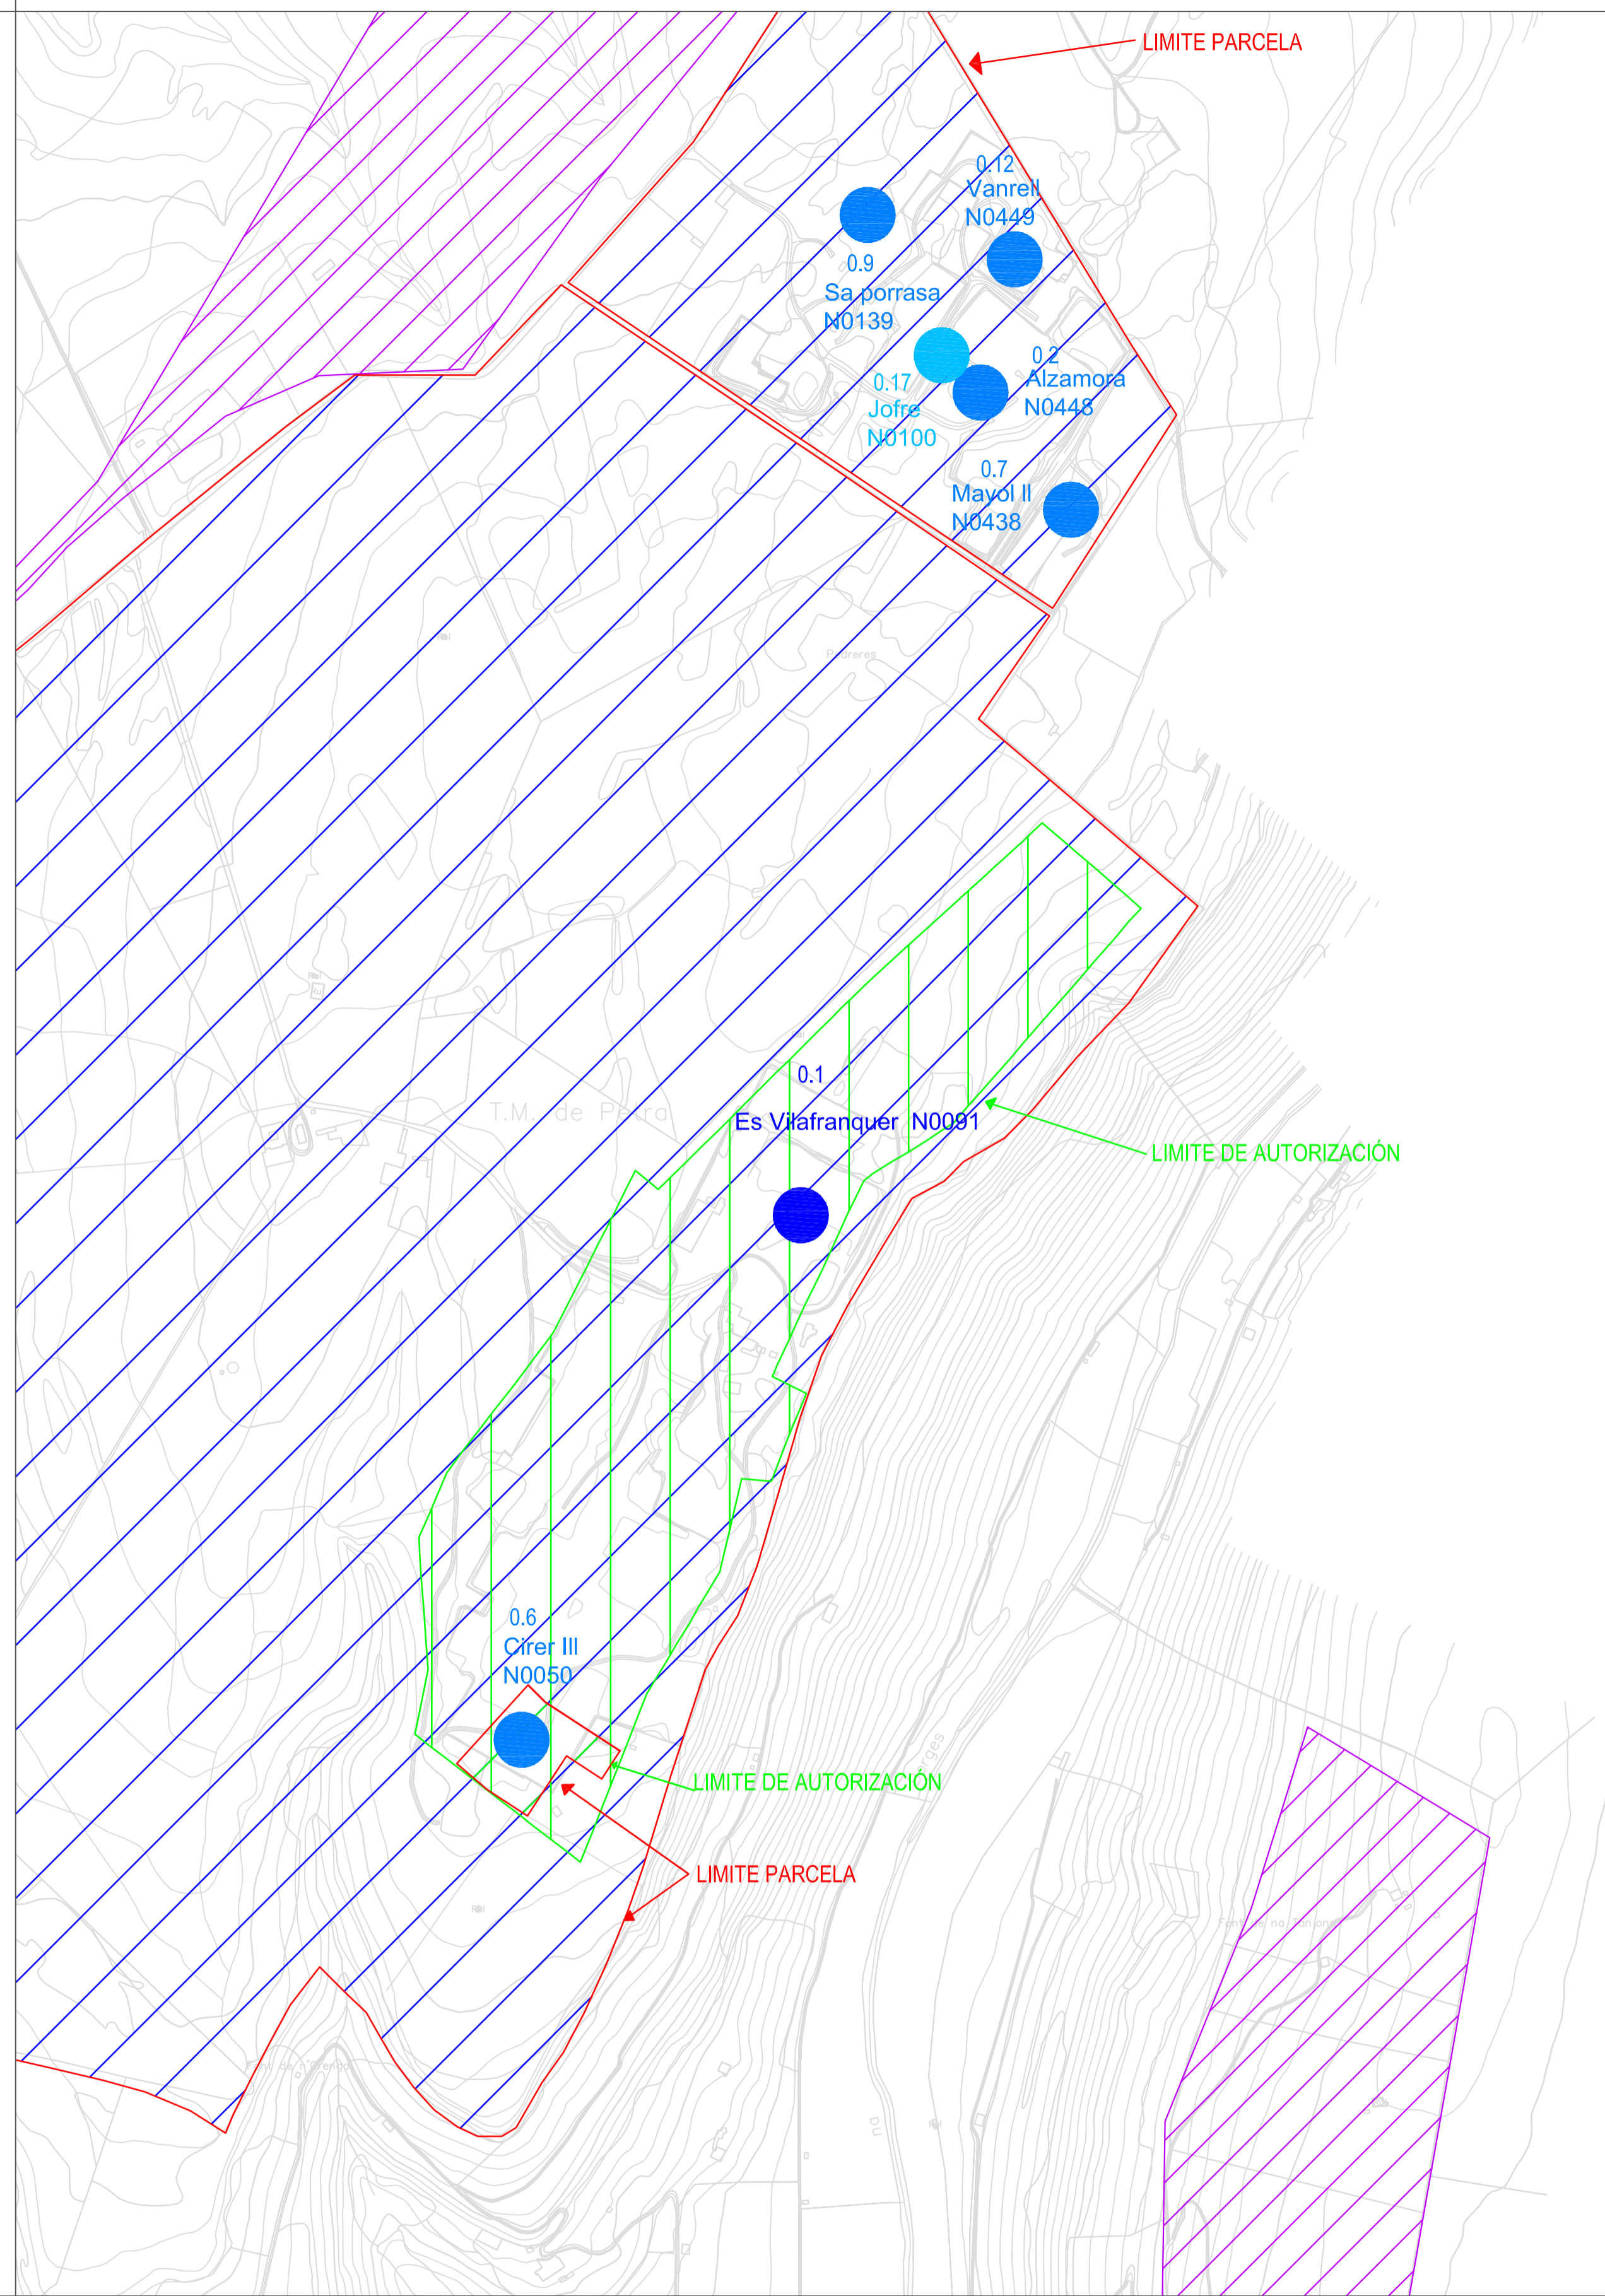 LIMITE PARCELA
0.12
Vanrell
N0449
0.9
Sa porrasa
N0139
0.2
Alzamora
N0448
0.17
Jofre
N0100
0.7
Mayol II
N0438
Pedreres
0.1
T.M. de Petra
Es Vilafranquer N0091
LIMITE DE AUTORIZACIÓN
0.6
Cirer III
N0050
LIMITE DE AUTORIZACIÓN
LIMITE PARCELA